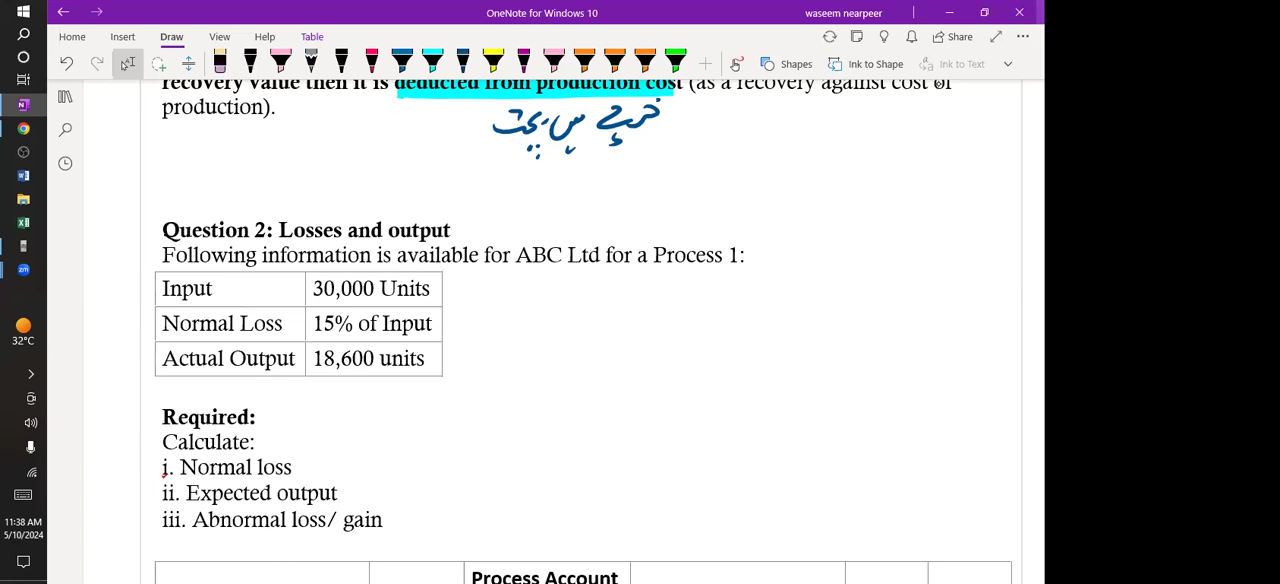 OneNote for Windows 10
waseem nearpeer
Home Insert Draw View Help Table
Share
Shapes Ink to Shape Ink to Text
recovery value then it is deducted from production cost (as a recovery against cost of
production).
خرچے میں بچت
Question 2: Losses and output
Following information is available for ABC Ltd for a Process 1:
Input 30,000 Units
Normal Loss 15% of Input
Actual Output 18,600 units
Required:
Calculate:
i. Normal loss
ii. Expected output
iii. Abnormal loss/ gain
Process Account
32°C
11:38 AM
5/10/2024